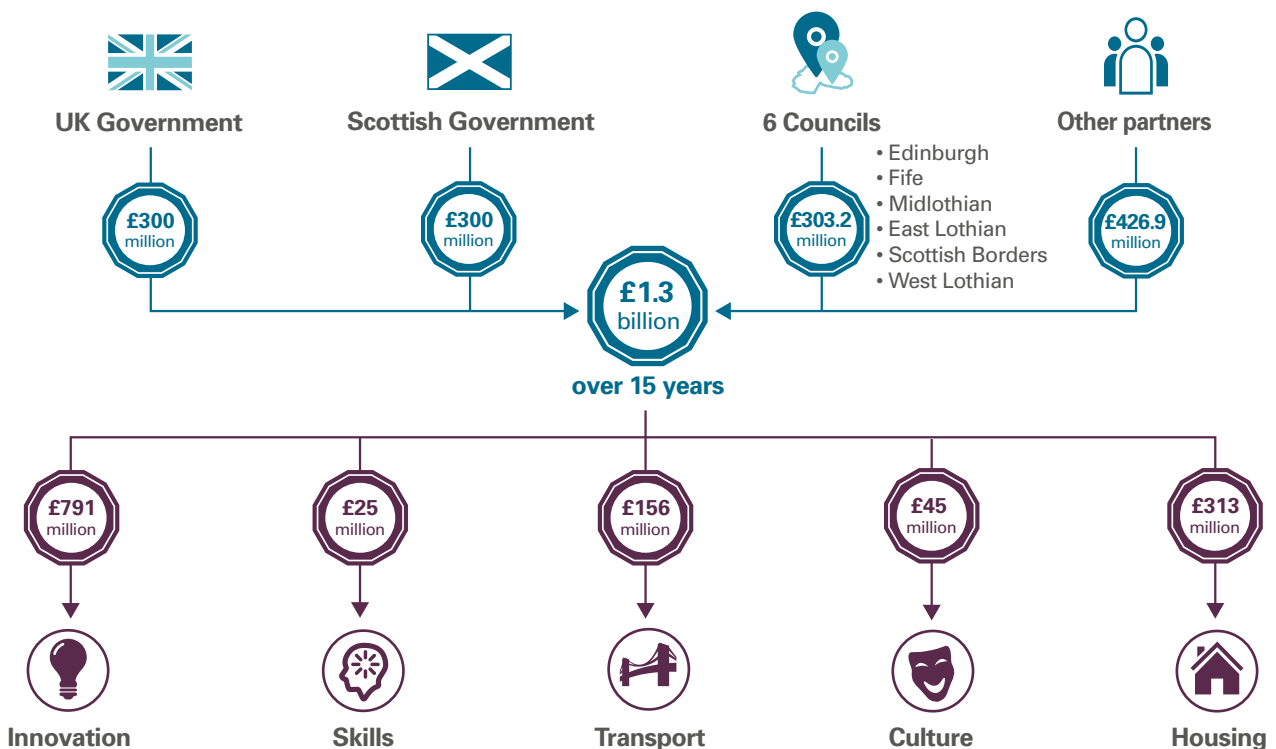 UK Government
Scottish Government
6 Councils
Other partners
• Edinburgh
• Fife
• Midlothian
• East Lothian
• Scottish Borders
• West Lothian
£300
million
£300
million
£303.2
million
£426.9
million
£1.3
billion
over 15 years
£791
million
£25
million
£156
million
£45
million
£313
million
Innovation
Skills
Transport
Culture
Housing